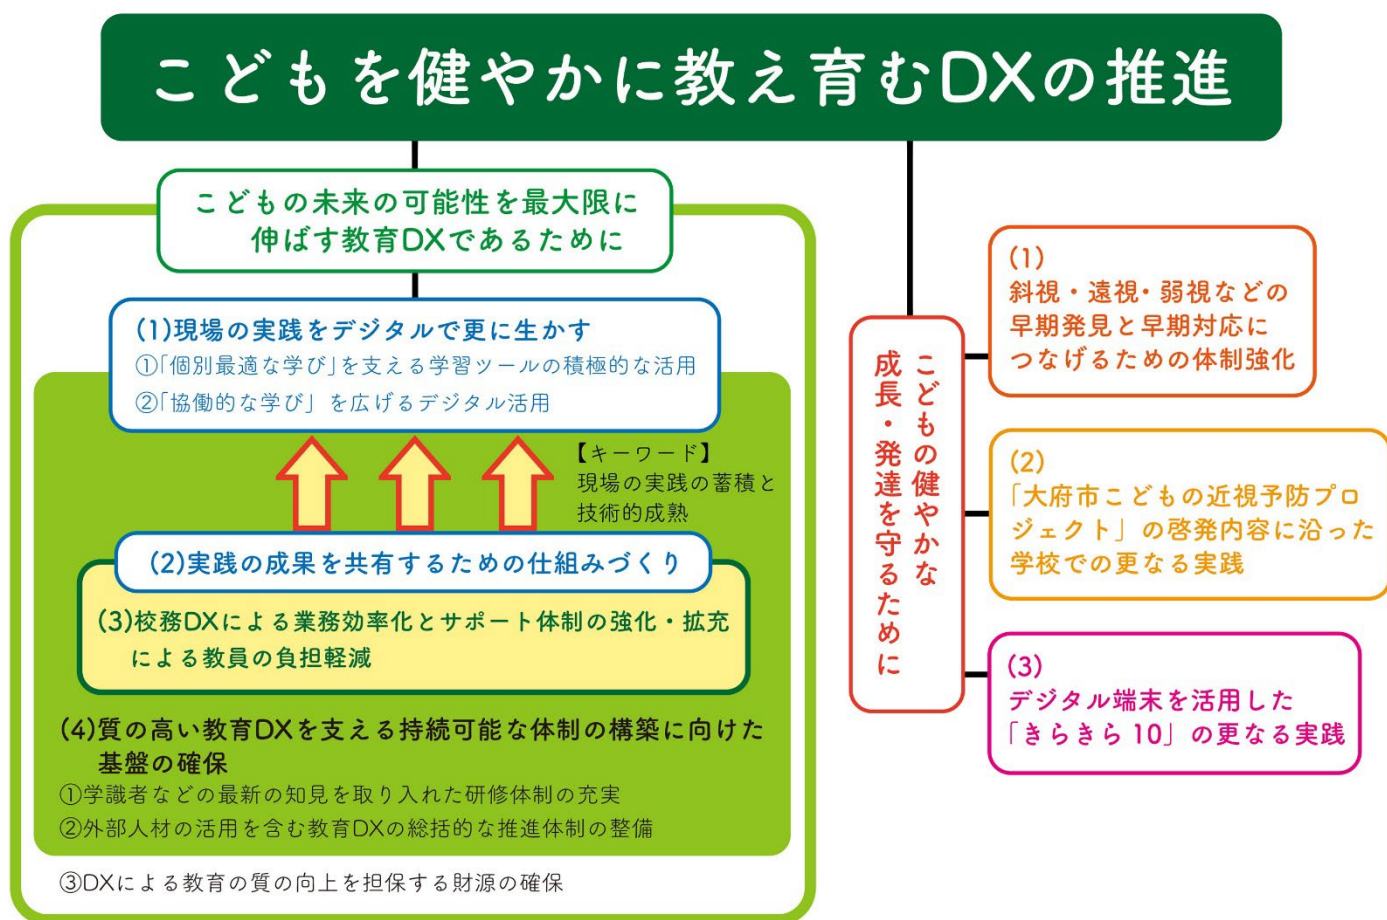 こどもを健やかに教え育むDXの推進
こどもの未来の可能性を最大限に
伸ばす教育DXであるために
(1)現場の実践をデジタルで更に生かす
①「個別最適な学び」を支える学習ツールの積極的な活用
②「協働的な学び」を広げるデジタル活用
【キーワード】
現場の実践の蓄積と
技術的成熟
(2)実践の成果を共有するための仕組みづくり
(3)校務DXによる業務効率化とサポート体制の強化・拡充
による教員の負担軽減
(4)質の高い教育DXを支える持続可能な体制の構築に向けた
基盤の確保
①学識者などの最新の知見を取り入れた研修体制の充実
②外部人材の活用を含む教育DXの総括的な推進体制の整備
③DXによる教育の質の向上を担保する財源の確保
こどもの健やかな
成長・発達を守るために
(1)
斜視・遠視・弱視などの
早期発見と早期対応に
つなげるための体制強化
(2)
「大府市こどもの近視予防プロ
ジェクト」の啓発内容に沿った
学校での更なる実践
(3)
デジタル端末を活用した
「きらきら10」の更なる実践